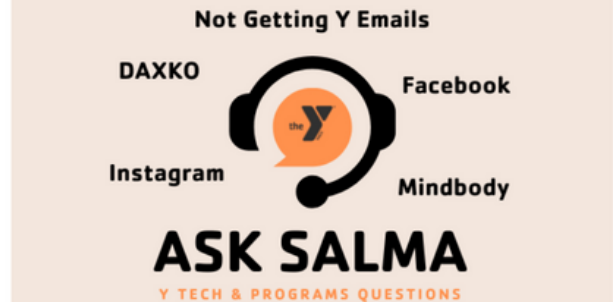 Not Getting Y Emails
DAXKO
Facebook
the Y
Instagram
Mindbody
ASK SALMA
Y TECH & PROGRAMS QUESTIONS